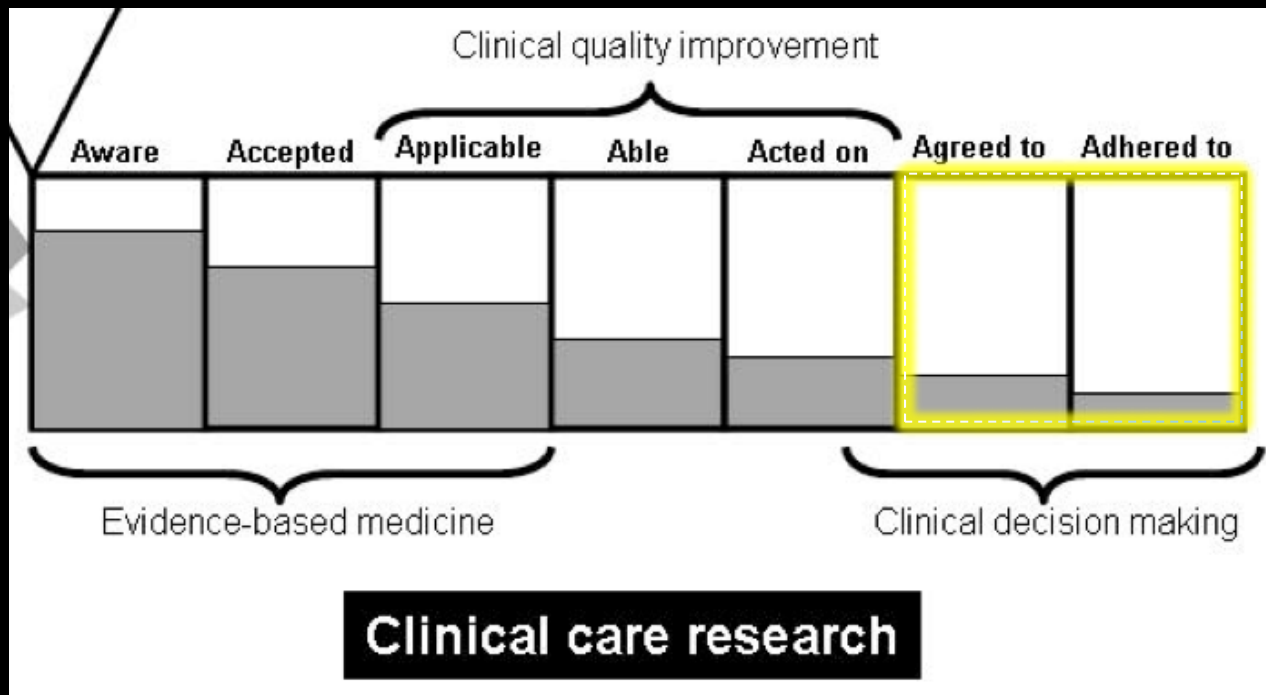 Clinical quality improvement
Aware Accepted Applicable Able Acted on Agreed to Adhered to
Evidence-based medicine Clinical decision making
Clinical care research